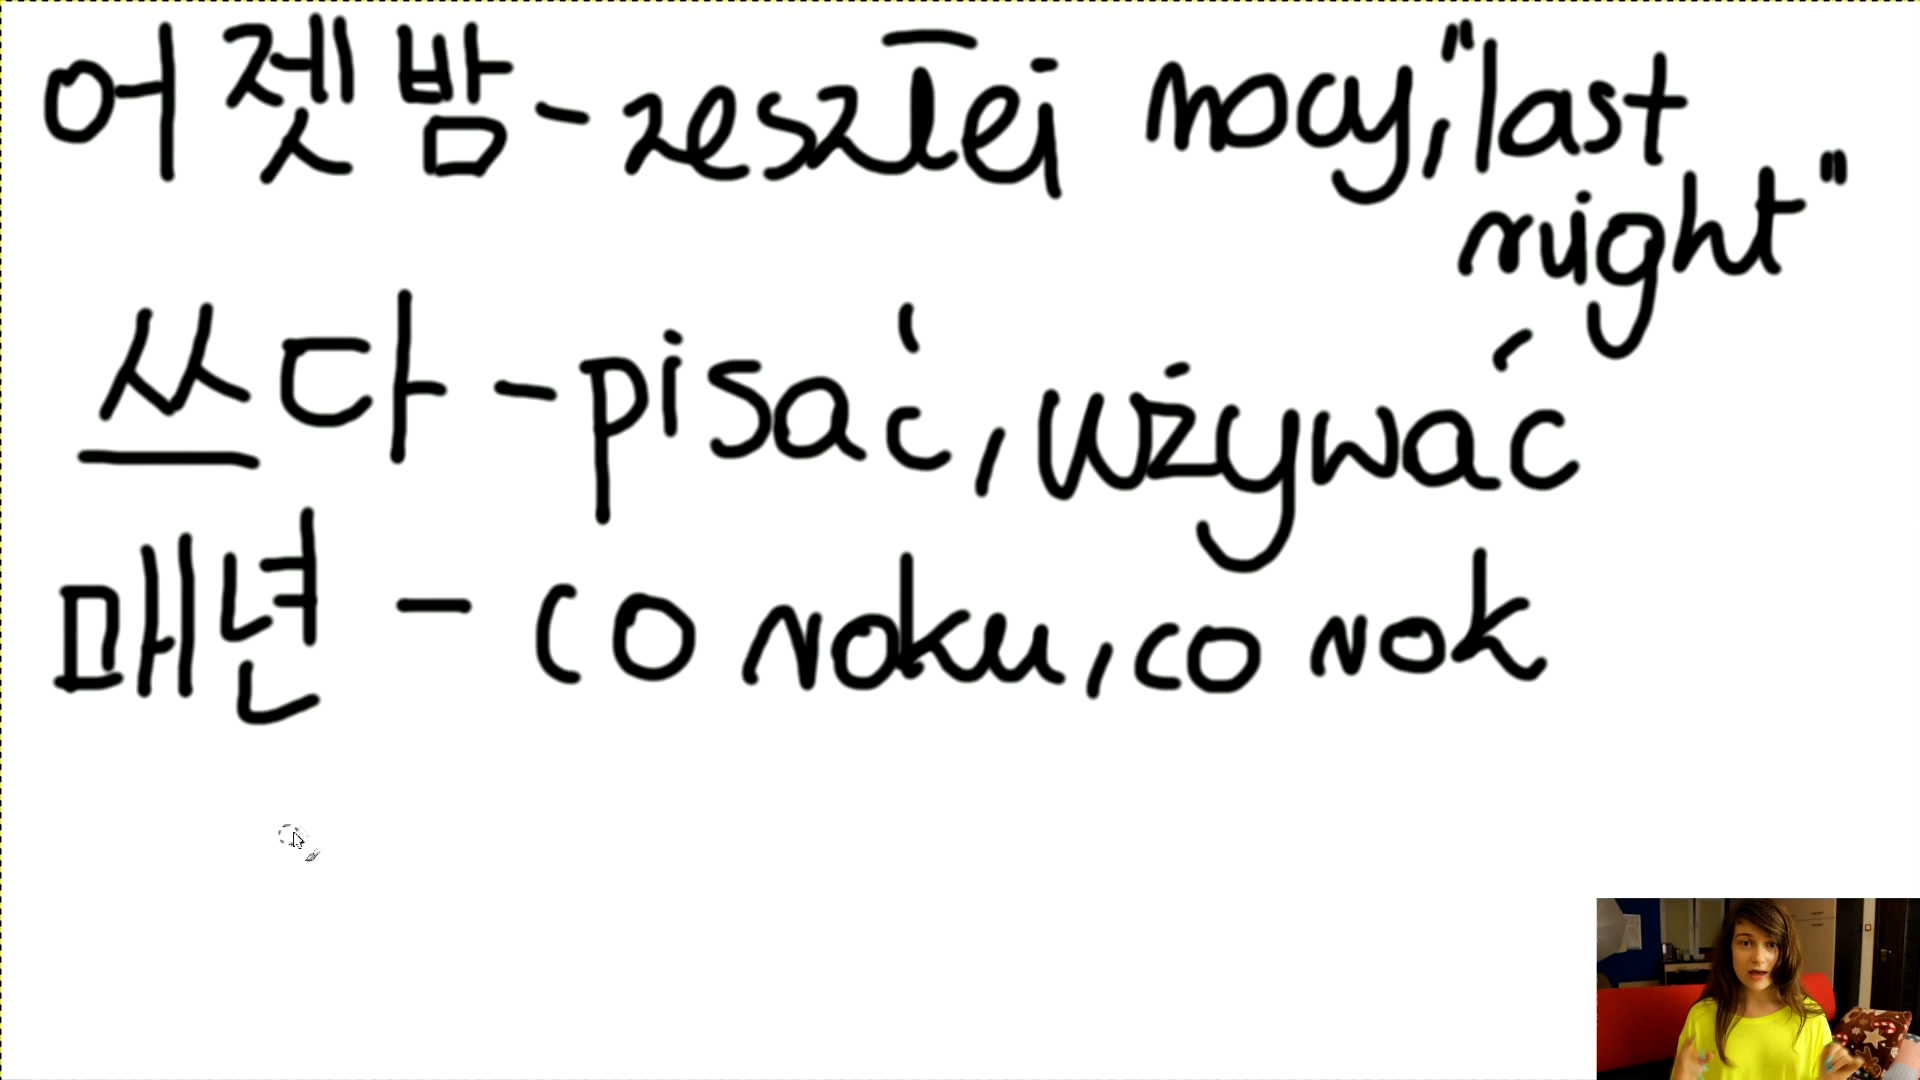 어젯밤 - zeszłej nocy, "last
night"
쓰다 - pisać, używać
매년 - co roku, co rok